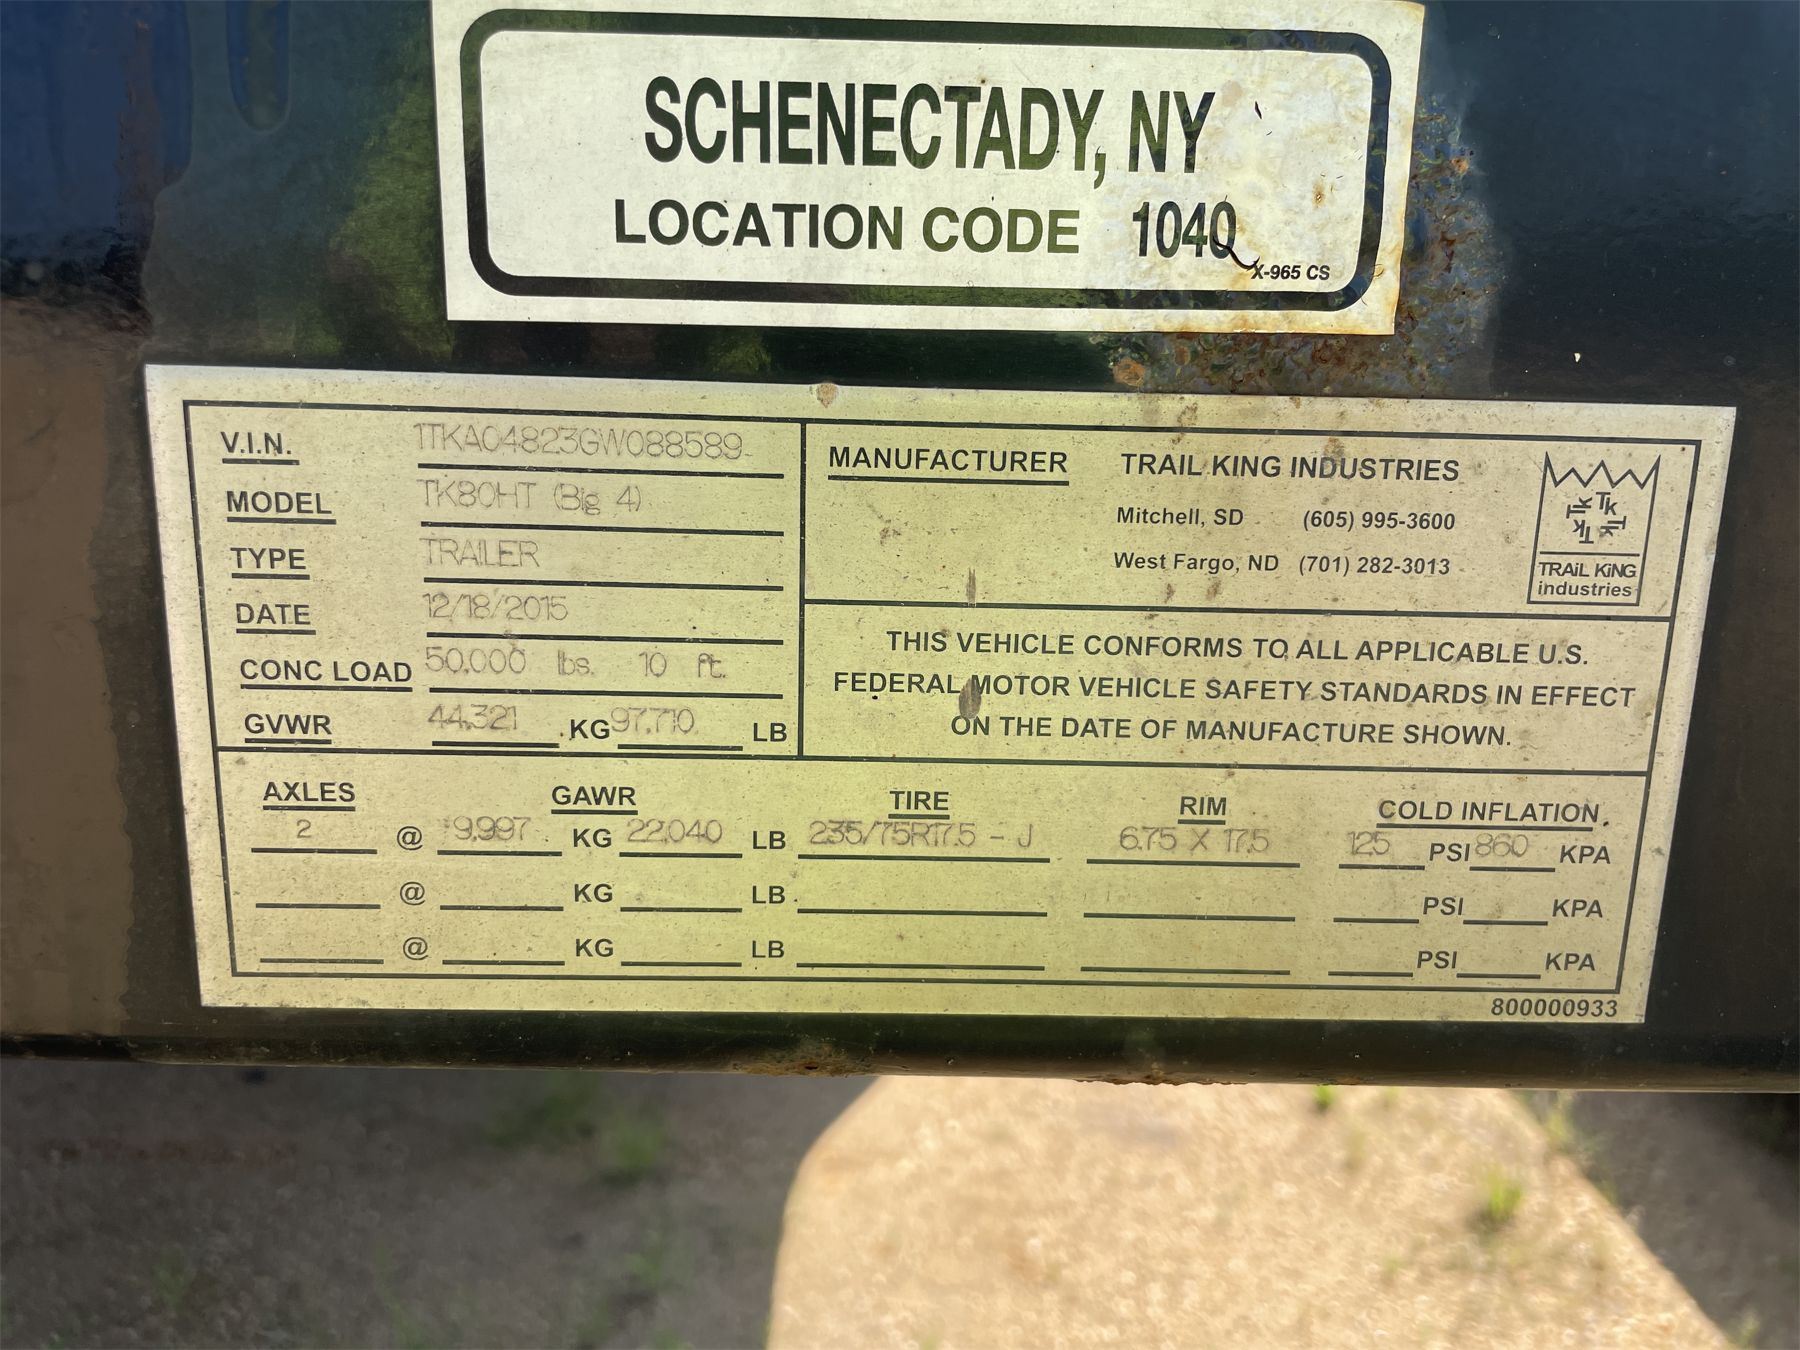 SCHENECTADY, NY
LOCATION CODE 1040
X-965 CS
V.I.N. 1TKA04823GW088589
MODEL TK80HT (Big 4)
TYPE TRAILER
DATE 12/18/2015
CONC LOAD 50,000 lbs. 10 ft.
GVWR 44,321 KG 97,710 LB
MANUFACTURER TRAIL KING INDUSTRIES
Mitchell, SD (605) 995-3600
West Fargo, ND (701) 282-3013
TK TK TK TK
TRAiL KiNG
industries
THIS VEHICLE CONFORMS TO ALL APPLICABLE U.S.
FEDERAL MOTOR VEHICLE SAFETY STANDARDS IN EFFECT
ON THE DATE OF MANUFACTURE SHOWN.
AXLES GAWR TIRE RIM COLD INFLATION
2 @ 9,997 KG 22,040 LB 235/75R17.5 - J 6.75 X 17.5 125 PSI 860 KPA
@ KG LB PSI KPA
@ KG LB PSI KPA
800000933